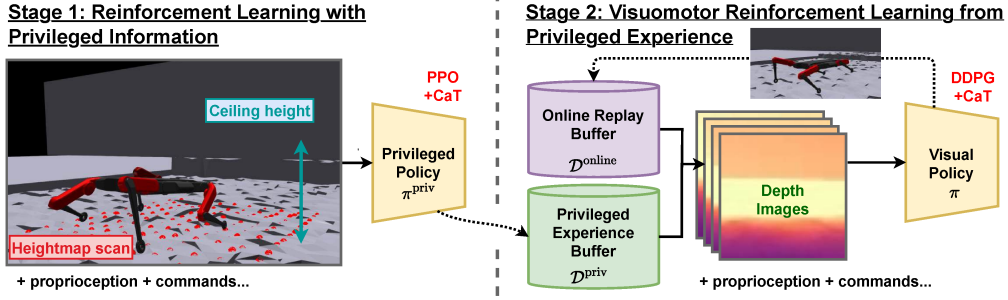 Stage 1: Reinforcement Learning with
Privileged Information
Ceiling height
Heightmap scan
+ proprioception + commands...
PPO
+CaT
Privileged
Policy
π^priv
Stage 2: Visuomotor Reinforcement Learning from
Privileged Experience
Online Replay
Buffer
𝒟^online
Privileged
Experience
Buffer
𝒟^priv
Depth
Images
+ proprioception + commands...
DDPG
+CaT
Visual
Policy
π